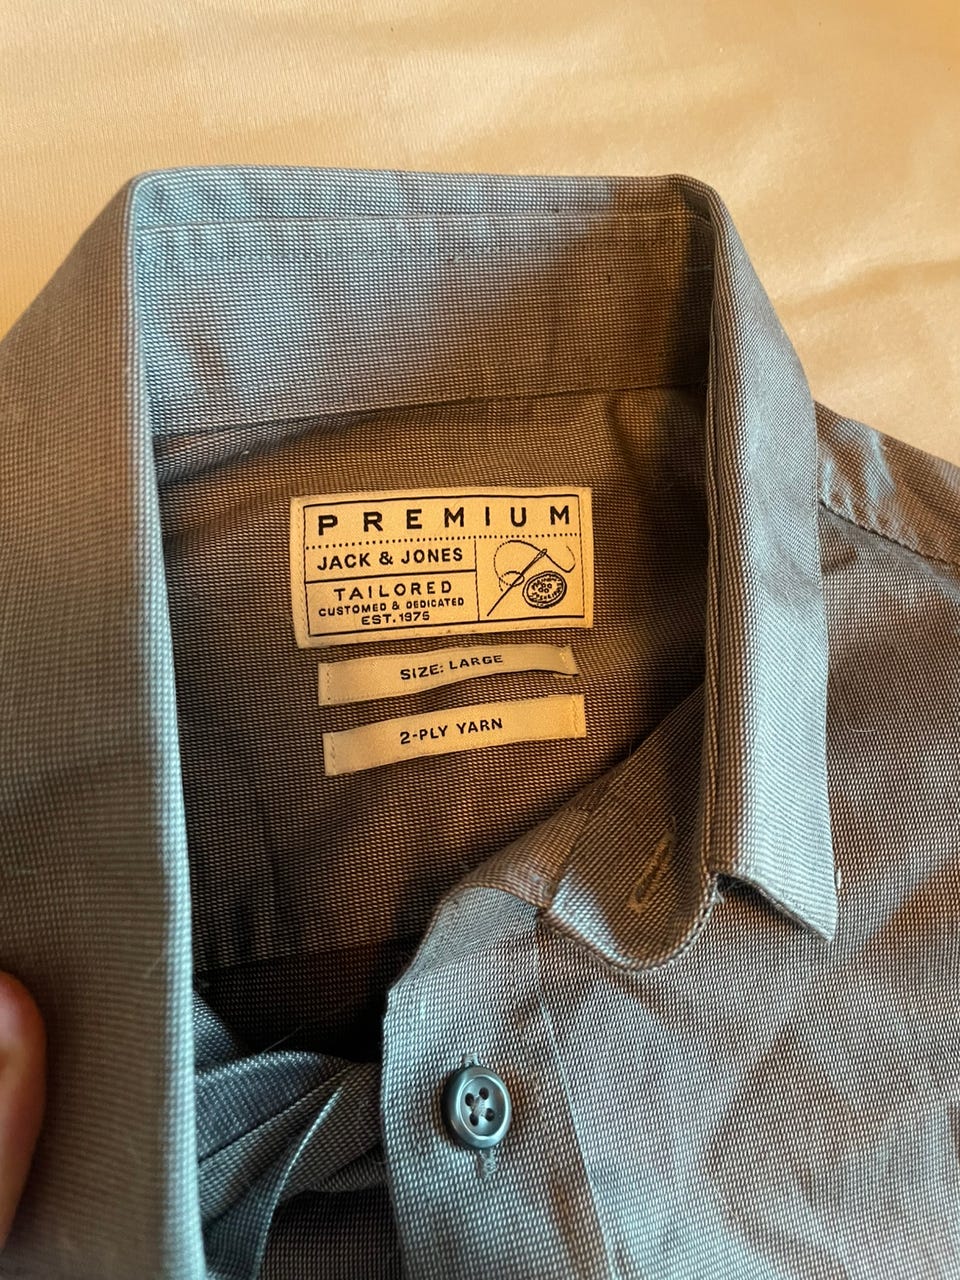 PREMIUM
JACK & JONES
TAILORED
CUSTOMED & DEDICATED
EST. 1975
SIZE: LARGE
2-PLY YARN